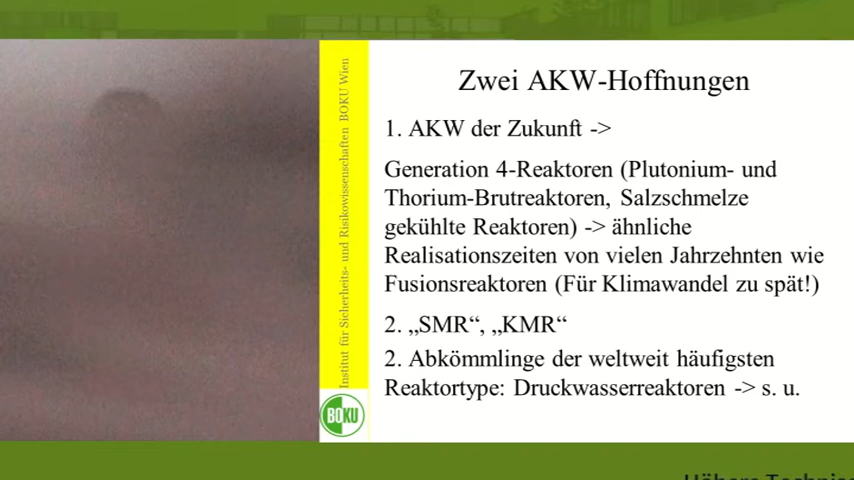 Zwei AKW-Hoffnungen
1. AKW der Zukunft ->
Generation 4-Reaktoren (Plutonium- und
Thorium-Brutreaktoren, Salzschmelze
gekühlte Reaktoren) -> ähnliche
Realisationszeiten von vielen Jahrzehnten wie
Fusionsreaktoren (Für Klimawandel zu spät!)
2. „SMR“, „KMR“
2. Abkömmlinge der weltweit häufigsten
Reaktortype: Druckwasserreaktoren -> s. u.
Institut für Sicherheits- und Risikowissenschaften BOKU Wien
BOKU